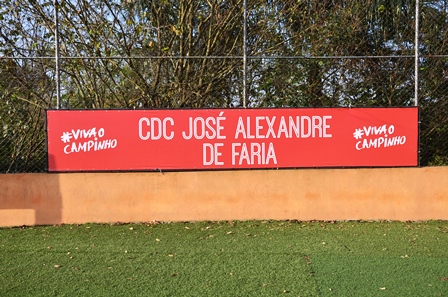 #VIVAO
CAMPINHO
CDC JOSÉ ALEXANDRE
DE FARIA
#VIVAO
CAMPINHO